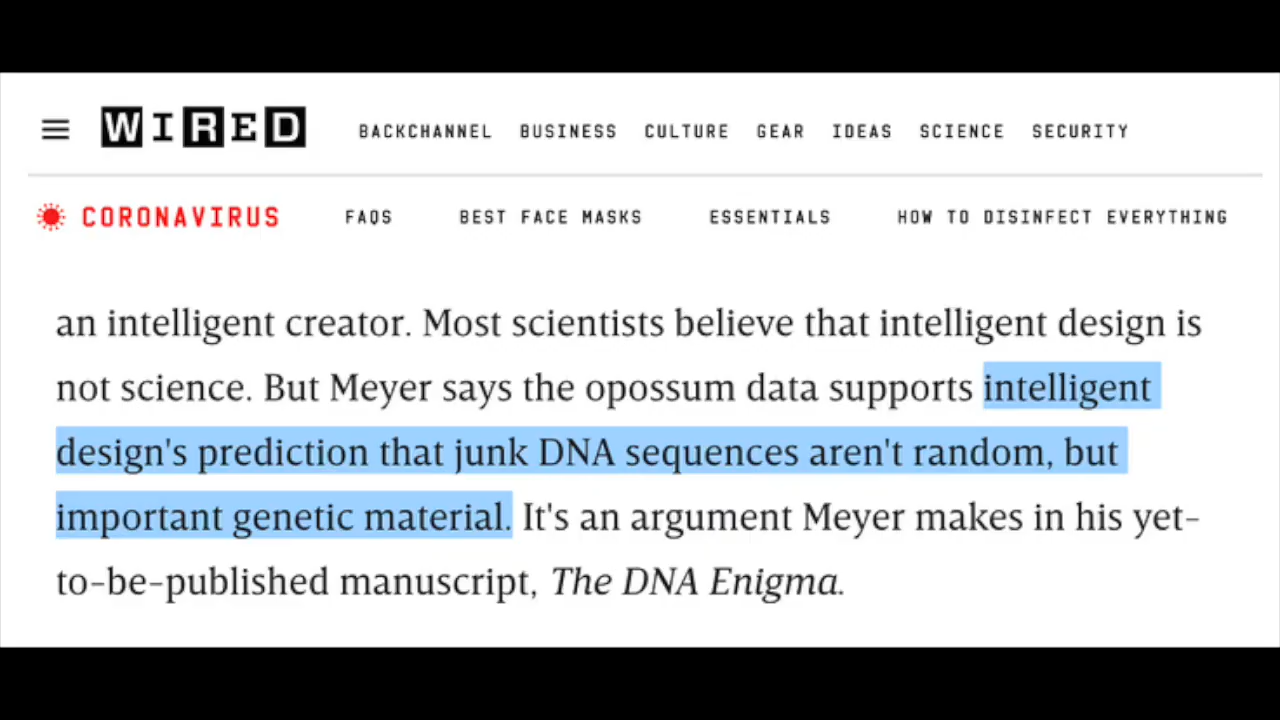 WIRED BACKCHANNEL BUSINESS CULTURE GEAR IDEAS SCIENCE SECURITY
CORONAVIRUS FAQS BEST FACE MASKS ESSENTIALS HOW TO DISINFECT EVERYTHING
an intelligent creator. Most scientists believe that intelligent design is
not science. But Meyer says the opossum data supports intelligent
design's prediction that junk DNA sequences aren't random, but
important genetic material. It's an argument Meyer makes in his yet-
to-be-published manuscript, The DNA Enigma.